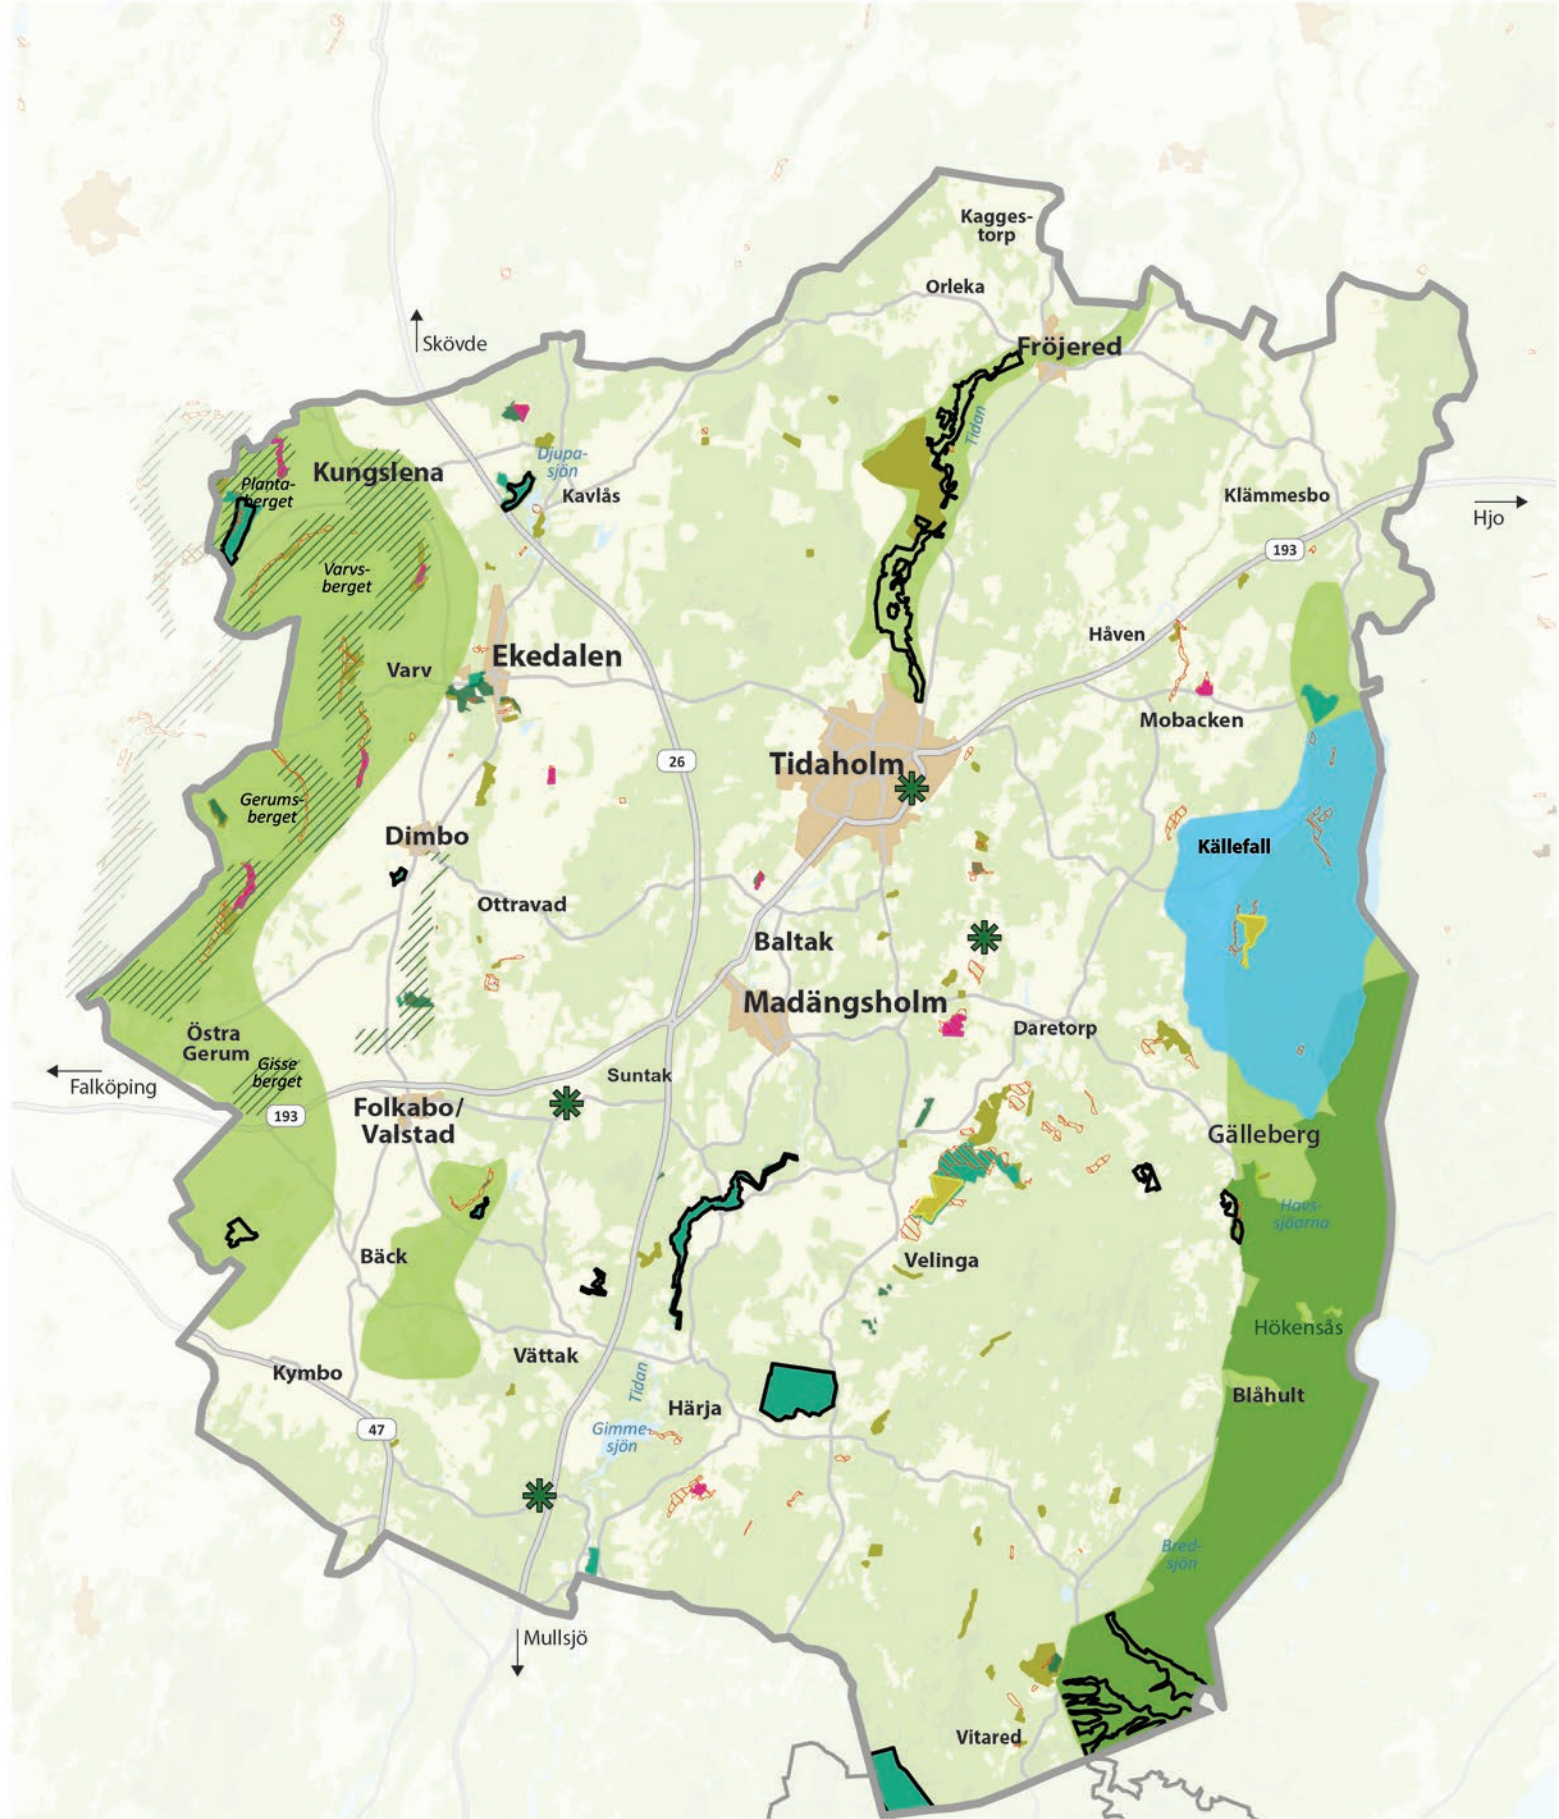 Kagges-
torp
Orleka
Skövde
Fröjered
Tidan
Djupa-
sjön
Kungslena
Planta-
berget
Kavlås
Klämmesbo
Hjo
193
Varvs-
berget
Håven
Ekedalen
Varv
Mobacken
26
Tidaholm
Gerums-
berget
Dimbo
Källefall
Ottravad
Baltak
Madängsholm
Daretorp
Östra
Gerum
Gisse
berget
Suntak
Falköping
193
Folkabo/
Valstad
Gälleberg
Havs-
sjöarna
Bäck
Velinga
Hökensås
Vättak
Kymbo
Tidan
Blåhult
Härja
47
Gimme-
sjön
Bred-
sjön
Mullsjö
Vitared